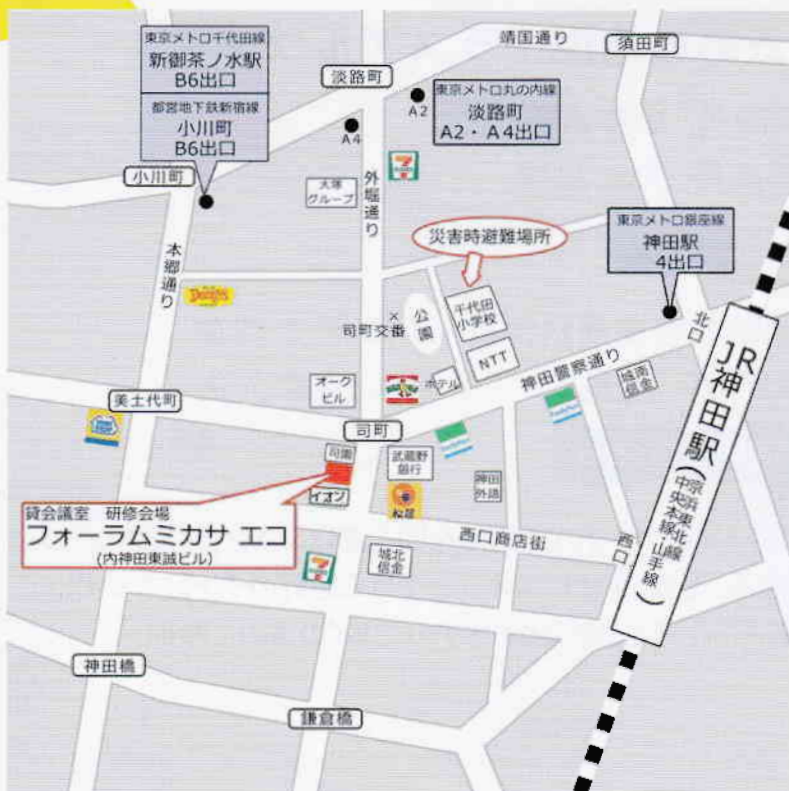 東京メトロ千代田線
新御茶ノ水駅
B6出口
都営地下鉄新宿線
小川町
B6出口
靖国通り
須田町
淡路町
A2
A4
東京メトロ丸の内線
淡路町
A2・A4出口
小川町
大塚
グループ
外堀通り
7
本郷通り
災害時避難場所
東京メトロ銀座線
神田駅
4出口
Denny's
×
司町交番
公園
千代田
小学校
NTT
ホテル
神田警察通り
城南
信金
北口
JR神田駅(京浜東北線
中央本線・山手線)
オーク
ビル
美土代町
司町
FamilyMart
FamilyMart
司園
武蔵野
銀行
神田
外語
イオン
松屋
貸会議室 研修会場
フォーラムミカサ エコ
(内神田東誠ビル)
西口商店街
西口
城北
信金
7
神田橋
鎌倉橋